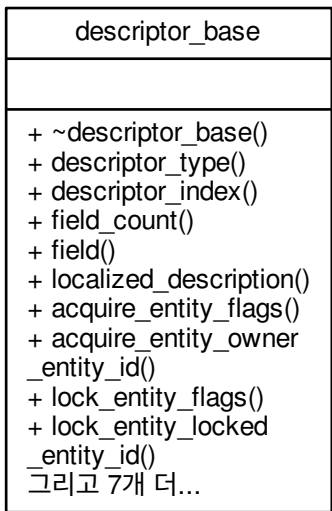 descriptor_base
+ ~descriptor_base()
+ descriptor_type()
+ descriptor_index()
+ field_count()
+ field()
+ localized_description()
+ acquire_entity_flags()
+ acquire_entity_owner
_entity_id()
+ lock_entity_flags()
+ lock_entity_locked
_entity_id()
그리고 7개 더...